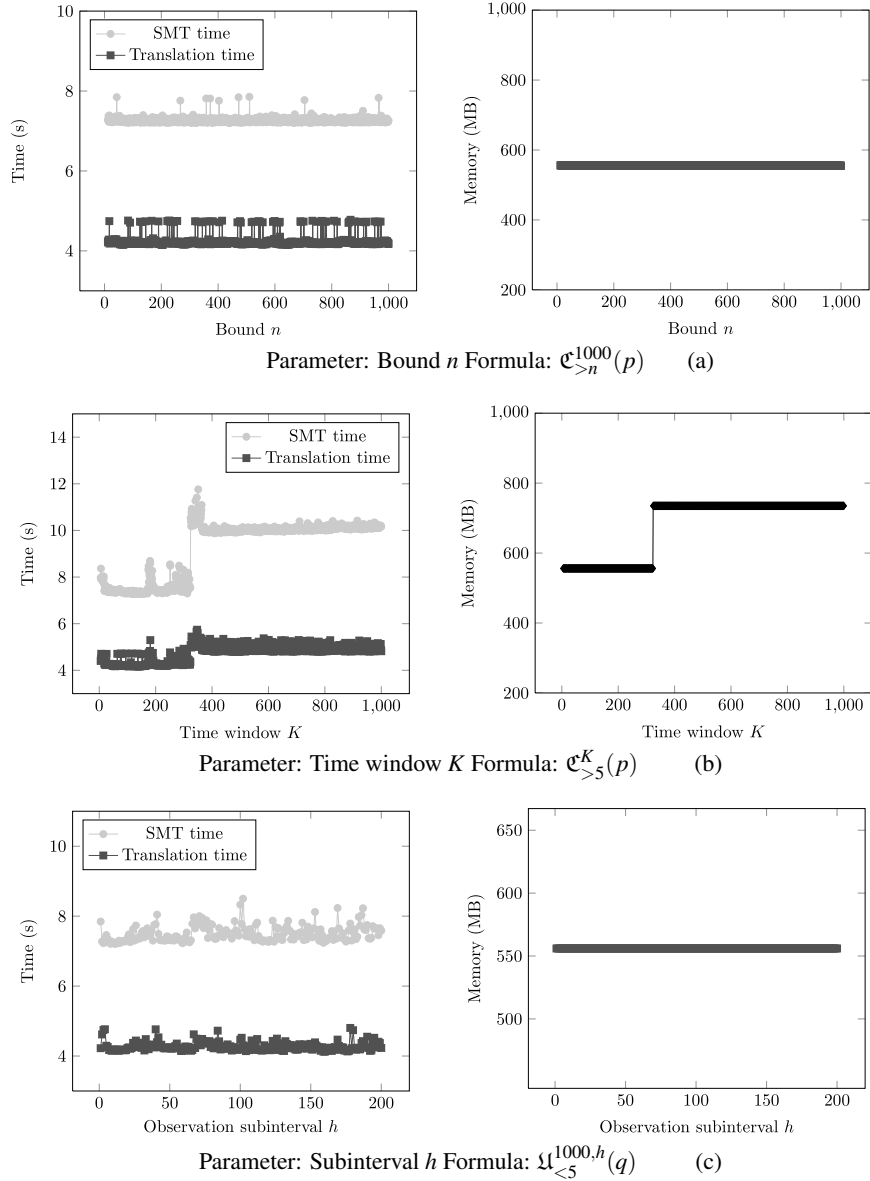 10
8
6
4
Time (s)
SMT time
Translation time
0 200 400 600 800 1,000
Bound n
1,000
800
600
400
200
Memory (MB)
0 200 400 600 800 1,000
Bound n
Parameter: Bound n Formula: ℭ_{>n}^{1000}(p) (a)
14
12
10
8
6
4
Time (s)
SMT time
Translation time
0 200 400 600 800 1,000
Time window K
1,000
800
600
400
200
Memory (MB)
0 200 400 600 800 1,000
Time window K
Parameter: Time window K Formula: ℭ_{>5}^{K}(p) (b)
10
8
6
4
Time (s)
SMT time
Translation time
0 50 100 150 200
Observation subinterval h
650
600
550
500
Memory (MB)
0 50 100 150 200
Observation subinterval h
Parameter: Subinterval h Formula: 𝔘_{<5}^{1000,h}(q) (c)